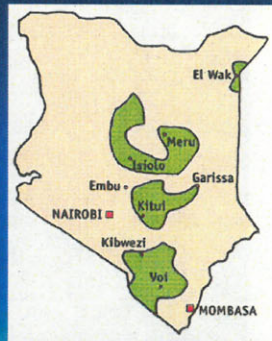 El Wak
Meru
Isiolo
Garissa
Embu
Kitui
NAIROBI
Kibwezi
Voi
MOMBASA